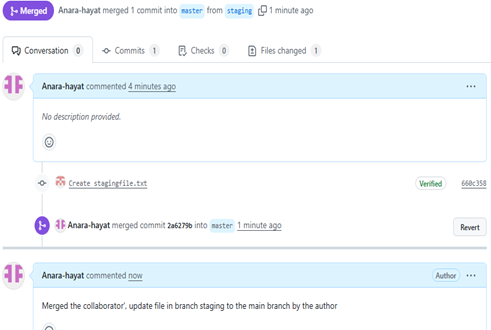 Merged Anara-hayat merged 1 commit into master from staging 1 minute ago
Conversation 0 Commits 1 Checks 0 Files changed 1
Anara-hayat commented 4 minutes ago ...
No description provided.
Create stagingfile.txt Verified 660c358
Anara-hayat merged commit 2a6279b into master 1 minute ago Revert
Anara-hayat commented now Author ...
Merged the collaborator', update file in branch staging to the main branch by the author